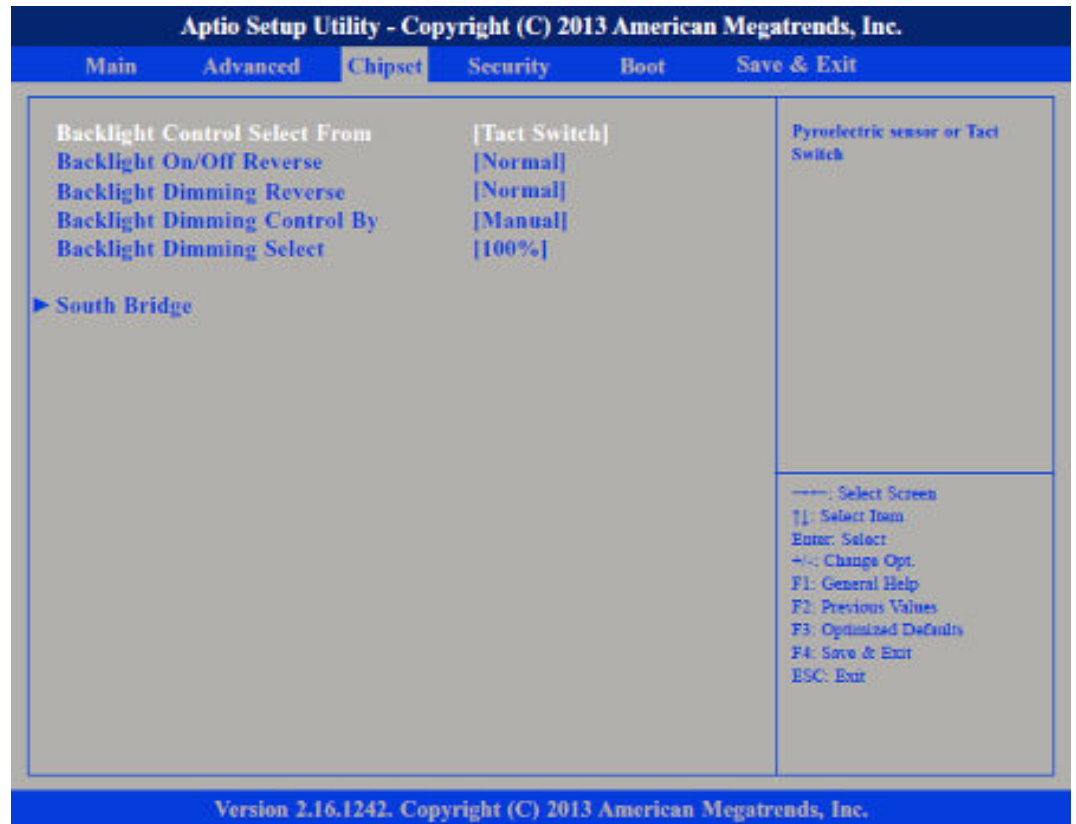 Aptio Setup Utility - Copyright (C) 2013 American Megatrends, Inc.
Main Advanced Chipset Security Boot Save & Exit
Backlight Control Select From [Tact Switch]
Backlight On/Off Reverse [Normal]
Backlight Dimming Reverse [Normal]
Backlight Dimming Control By [Manual]
Backlight Dimming Select [100%]
► South Bridge
Pyroelectric sensor or Tact
Switch
→←: Select Screen
↑↓: Select Item
Enter: Select
+/-: Change Opt.
F1: General Help
F2: Previous Values
F3: Optimized Defaults
F4: Save & Exit
ESC: Exit
Version 2.16.1242. Copyright (C) 2013 American Megatrends, Inc.